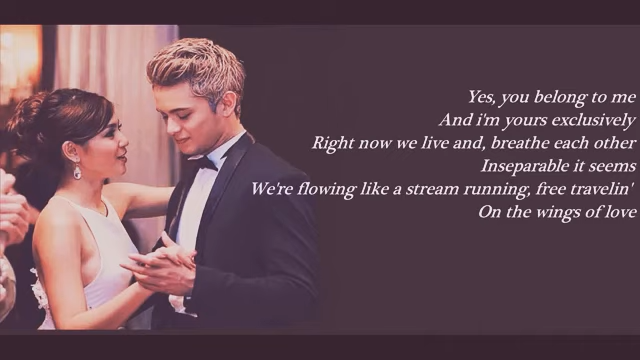 Yes, you belong to me
And i'm yours exclusively
Right now we live and, breathe each other
Inseparable it seems
We're flowing like a stream running, free travelin'
On the wings of love